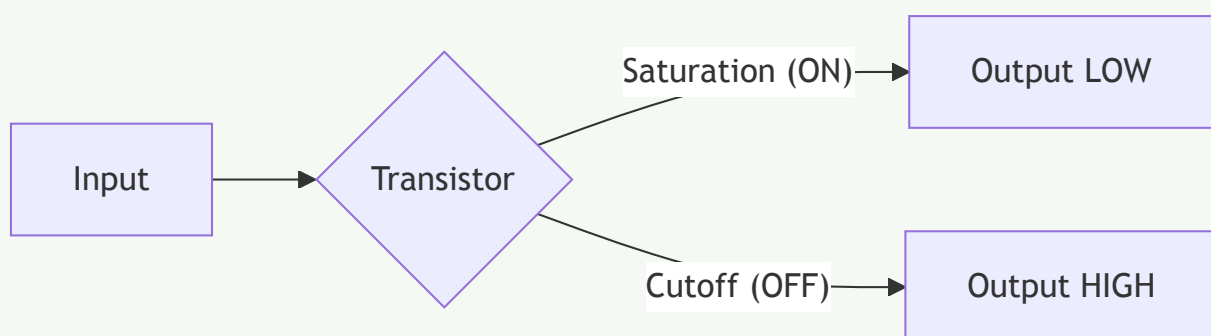 Input
Transistor
Saturation (ON)
Output LOW
Cutoff (OFF)
Output HIGH